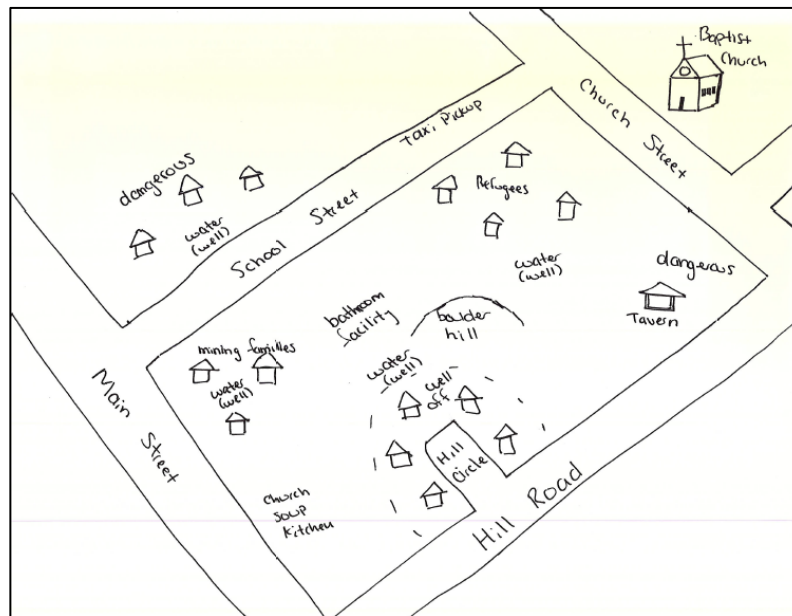 Baptist
Church
Church Street
Taxi Pickup
School Street
dangerous
water
(well)
Refugees
water
(well)
dangerous
Tavern
bathroom
facility
boulder
hill
mining families
water
(well)
water
(well)
well
off
Hill
Circle
Main Street
Church
Soup
Kitchen
Hill Road